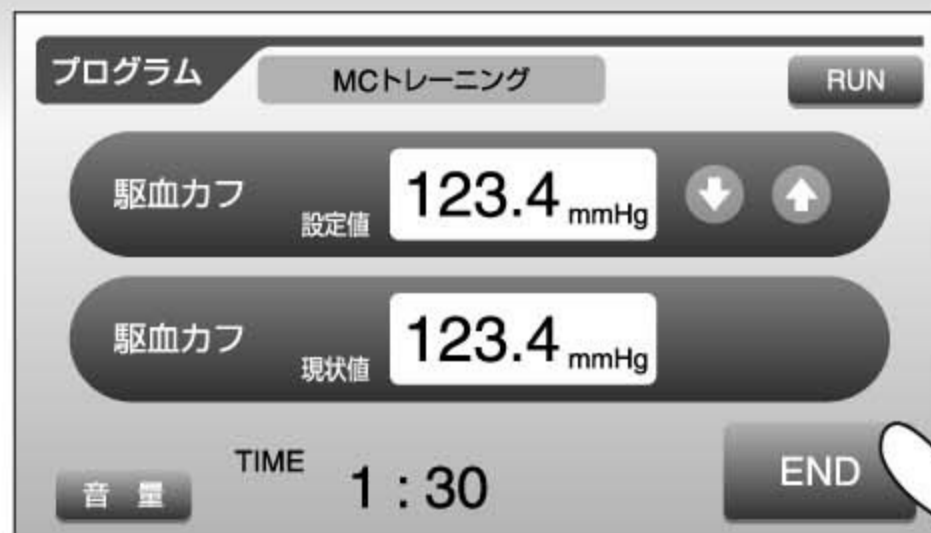 プログラム
MCトレーニング
RUN
駆血カフ
設定値
123.4 mmHg
駆血カフ
現状値
123.4 mmHg
音量
TIME
1:30
END